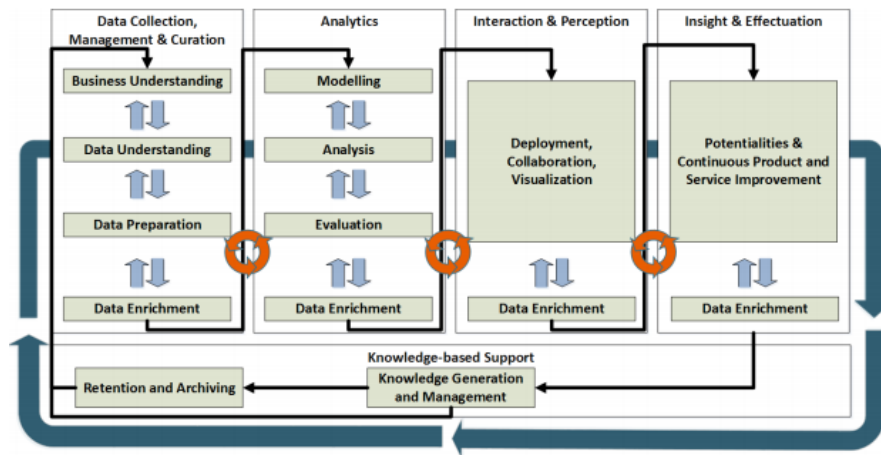 Data Collection,
Management & Curation
Business Understanding
Data Understanding
Data Preparation
Data Enrichment
Analytics
Modelling
Analysis
Evaluation
Data Enrichment
Interaction & Perception
Deployment,
Collaboration,
Visualization
Data Enrichment
Insight & Effectuation
Potentialities &
Continuous Product and
Service Improvement
Data Enrichment
Knowledge-based Support
Retention and Archiving
Knowledge Generation
and Management